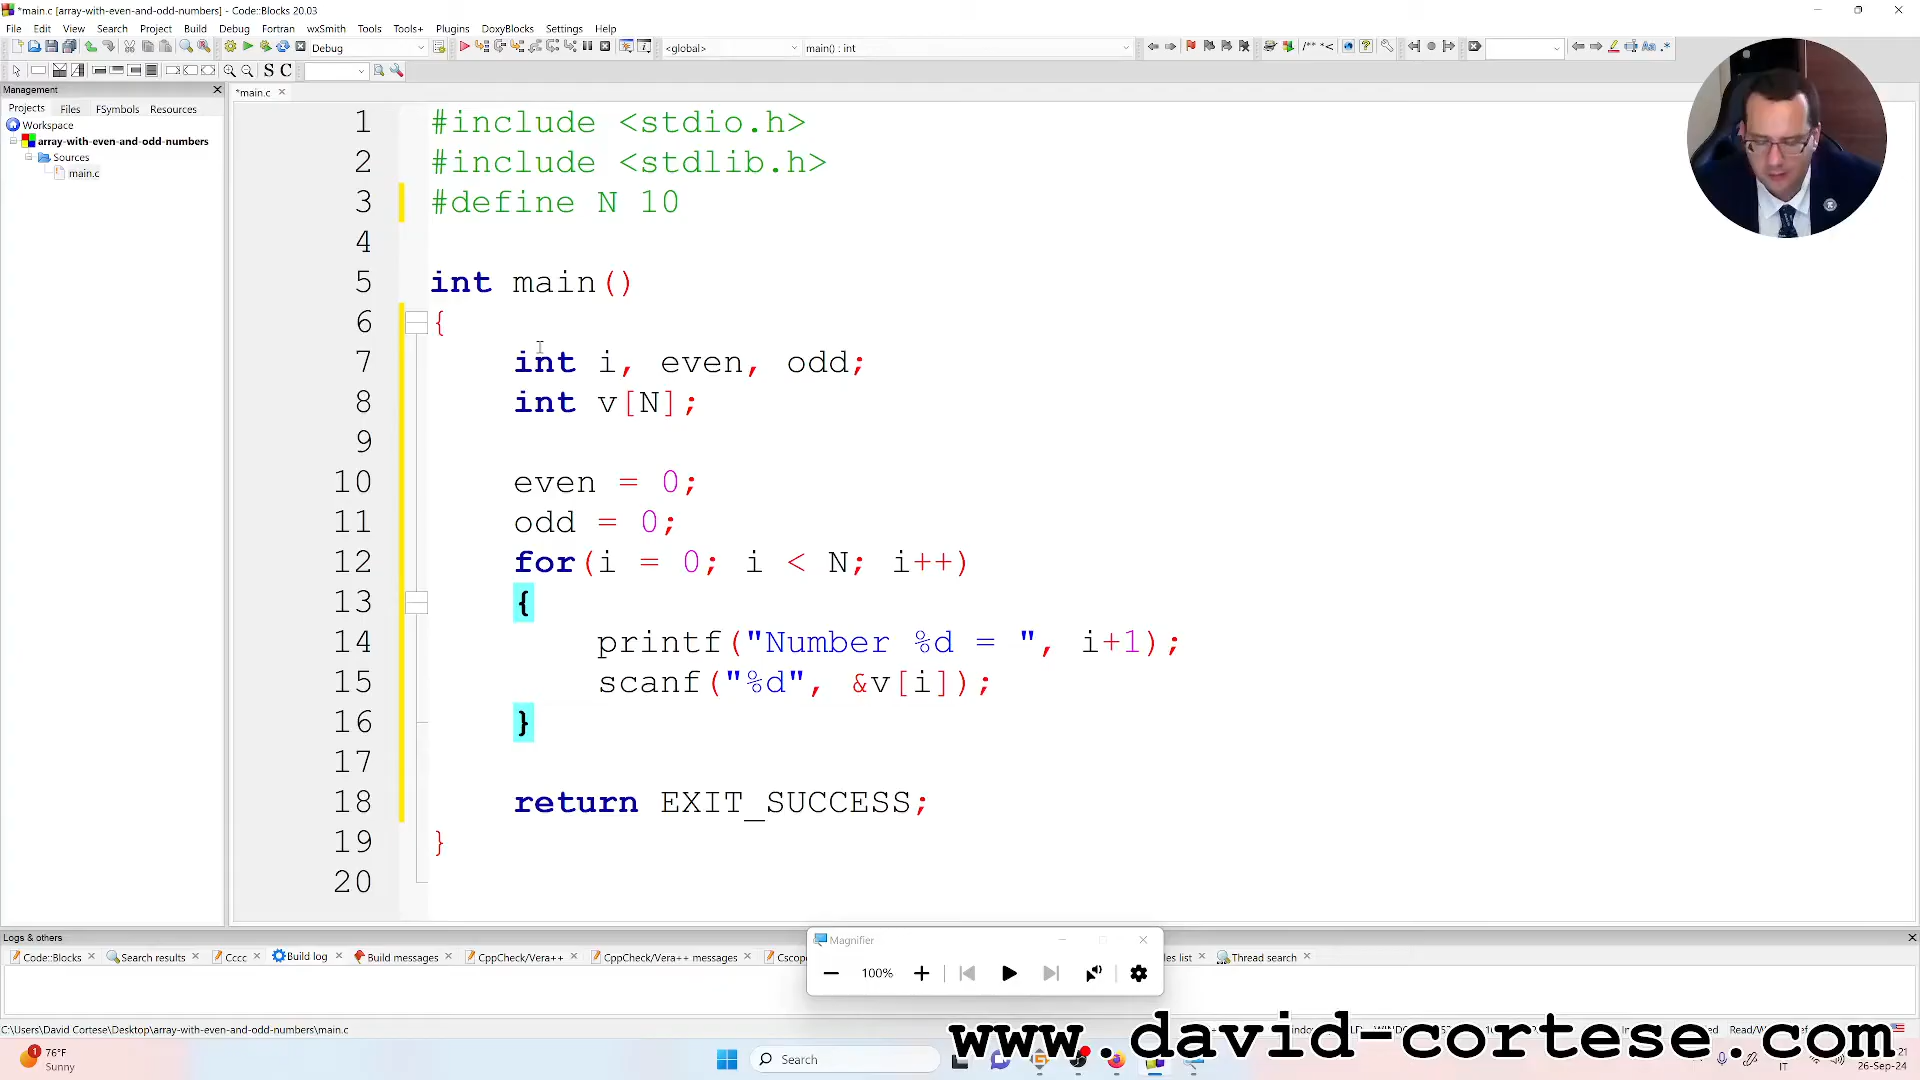 *main.c [array-with-even-and-odd-numbers] - Code::Blocks 20.03
File Edit View Search Project Build Debug Fortran wxSmith Tools Tools+ Plugins DoxyBlocks Settings Help
Debug <global> main() : int
S C
Management
Projects Files FSymbols Resources
*main.c
Workspace
array-with-even-and-odd-numbers
Sources
main.c
1 #include <stdio.h>
2 #include <stdlib.h>
3 #define N 10
4
5 int main()
6 {
7 int i, even, odd;
8 int v[N];
9
10 even = 0;
11 odd = 0;
12 for(i = 0; i < N; i++)
13 {
14 printf("Number %d = ", i+1);
15 scanf("%d", &v[i]);
16 }
17
18 return EXIT_SUCCESS;
19 }
20
Logs & others
Code::Blocks Search results Cccc Build log Build messages CppCheck/Vera++ CppCheck/Vera++ messages Cscope Thread search
Magnifier
100%
C:\Users\David Cortese\Desktop\array-with-even-and-odd-numbers\main.c
www.david-cortese.com
1
76°F
Sunny
Search
IT
26-Sep-24